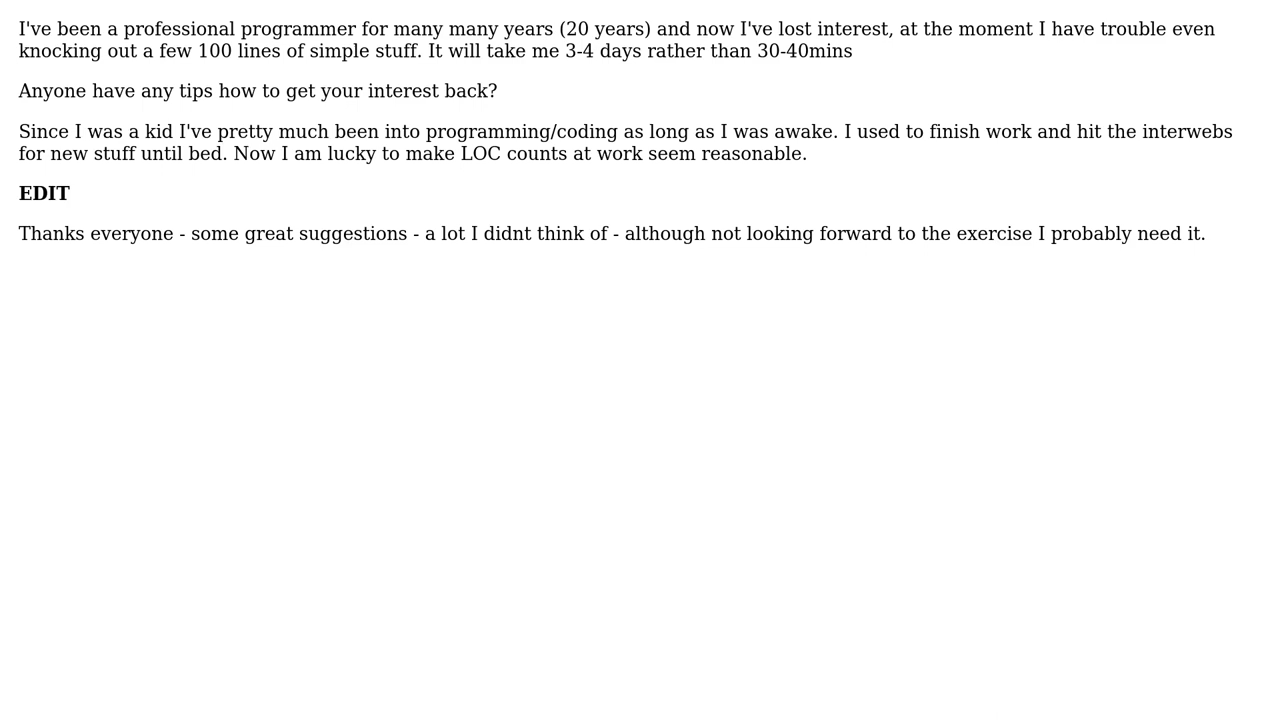 I've been a professional programmer for many many years (20 years) and now I've lost interest, at the moment I have trouble even
knocking out a few 100 lines of simple stuff. It will take me 3-4 days rather than 30-40mins
Anyone have any tips how to get your interest back?
Since I was a kid I've pretty much been into programming/coding as long as I was awake. I used to finish work and hit the interwebs
for new stuff until bed. Now I am lucky to make LOC counts at work seem reasonable.
EDIT
Thanks everyone - some great suggestions - a lot I didnt think of - although not looking forward to the exercise I probably need it.